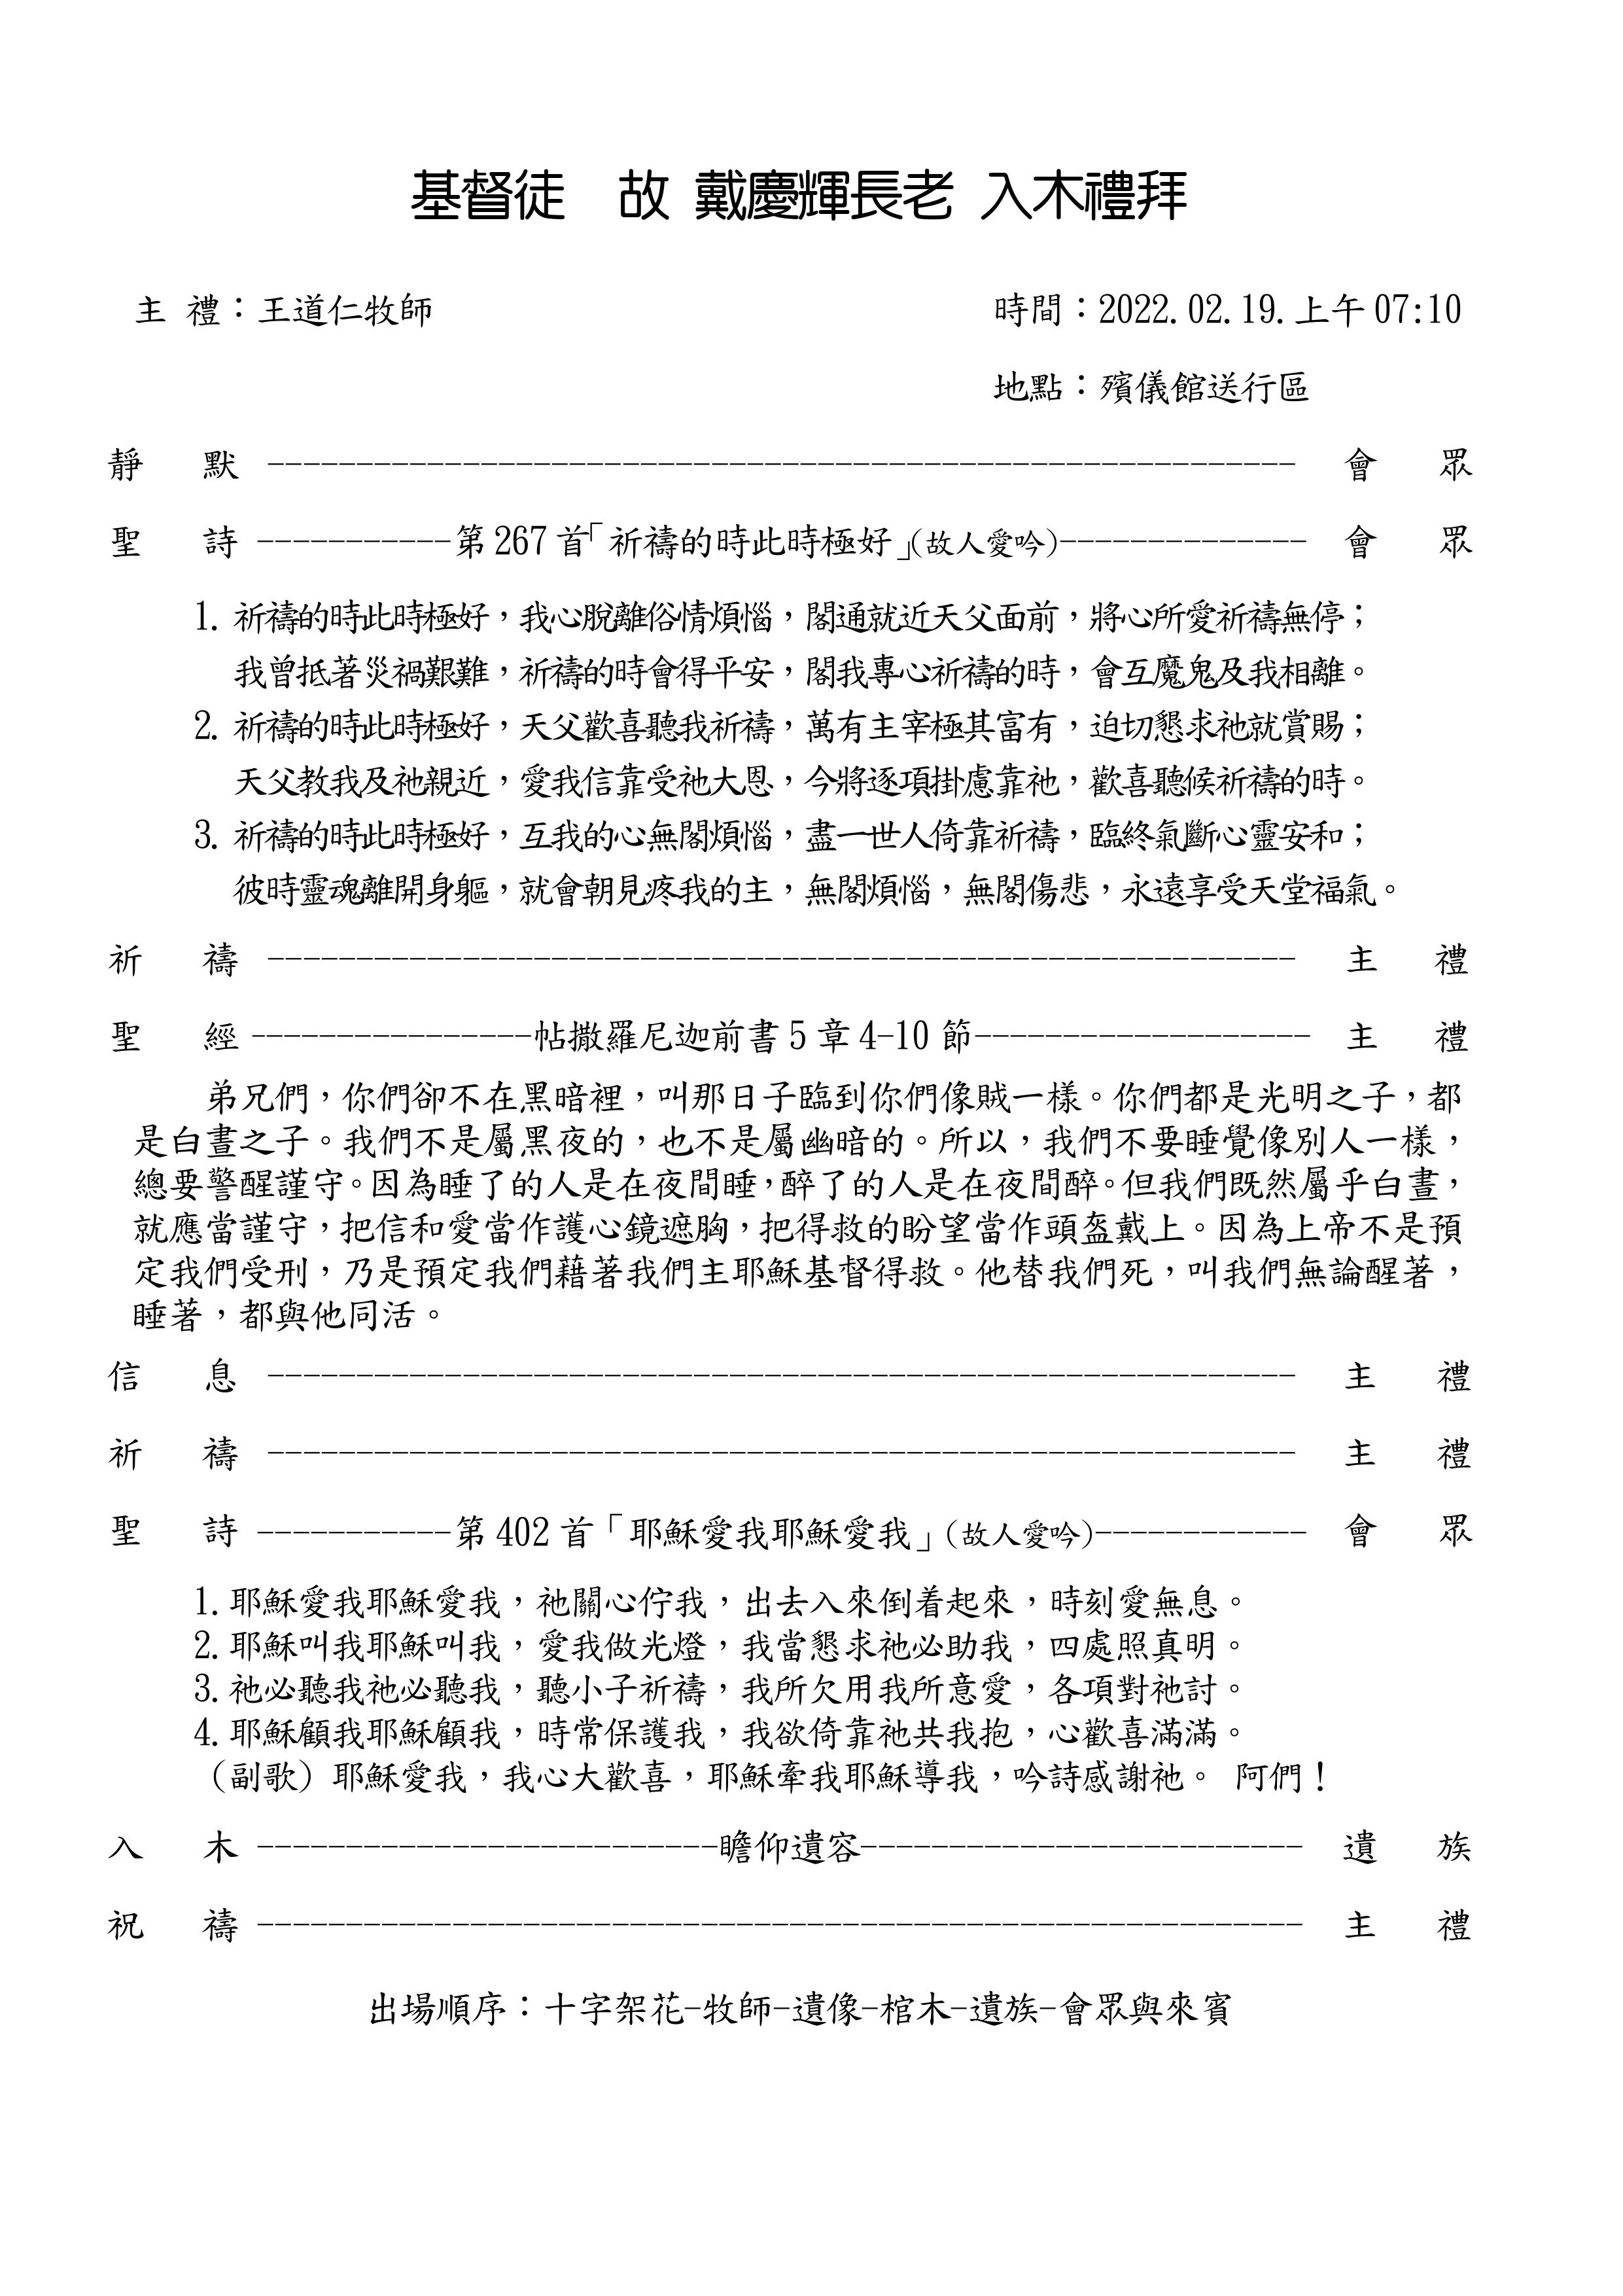 基督徒　故 戴慶輝長老 入木禮拜
主 禮：王道仁牧師　時間：2022.02.19.上午 07:10
地點：殯儀館送行區
靜 默 ---------------------------------------------------------- 會 眾
聖 詩 -----------第 267 首「祈禱的時此時極好」(故人愛吟)-------------- 會 眾
1. 祈禱的時此時極好，我心脫離俗情煩惱，閣通就近天父面前，將心所愛祈禱無停；
我曾抵著災禍艱難，祈禱的時會得平安，閣我專心祈禱的時，會互魔鬼及我相離。
2. 祈禱的時此時極好，天父歡喜聽我祈禱，萬有主宰極其富有，迫切懇求祂就賞賜；
天父教我及祂親近，愛我信靠受祂大恩，今將逐項掛慮靠祂，歡喜聽候祈禱的時。
3. 祈禱的時此時極好，互我的心無閣煩惱，盡一世人倚靠祈禱，臨終氣斷心靈安和；
彼時靈魂離開身軀，就會朝見疼我的主，無閣煩惱，無閣傷悲，永遠享受天堂福氣。
祈 禱 ---------------------------------------------------------- 主 禮
聖 經 ----------------帖撒羅尼迦前書 5 章 4-10 節------------------- 主 禮
弟兄們，你們卻不在黑暗裡，叫那日子臨到你們像賊一樣。你們都是光明之子，都
是白晝之子。我們不是屬黑夜的，也不是屬幽暗的。所以，我們不要睡覺像別人一樣，
總要警醒謹守。因為睡了的人是在夜間睡，醉了的人是在夜間醉。但我們既然屬乎白晝，
就應當謹守，把信和愛當作護心鏡遮胸，把得救的盼望當作頭盔戴上。因為上帝不是預
定我們受刑，乃是預定我們藉著我們主耶穌基督得救。他替我們死，叫我們無論醒著，
睡著，都與他同活。
信 息 ---------------------------------------------------------- 主 禮
祈 禱 ---------------------------------------------------------- 主 禮
聖 詩 -----------第 402 首「耶穌愛我耶穌愛我」(故人愛吟)------------ 會 眾
1. 耶穌愛我耶穌愛我，祂關心佇我，出去入來倒着起來，時刻愛無息。
2. 耶穌叫我耶穌叫我，愛我做光燈，我當懇求祂必助我，四處照真明。
3. 祂必聽我祂必聽我，聽小子祈禱，我所欠用我所意愛，各項對祂討。
4. 耶穌顧我耶穌顧我，時常保護我，我欲倚靠祂共我抱，心歡喜滿滿。
（副歌）耶穌愛我，我心大歡喜，耶穌牽我耶穌導我，吟詩感謝祂。 阿們！
入 木 --------------------------瞻仰遺容------------------------- 遺 族
祝 禱 ----------------------------------------------------------- 主 禮
出場順序：十字架花-牧師-遺像-棺木-遺族-會眾與來賓